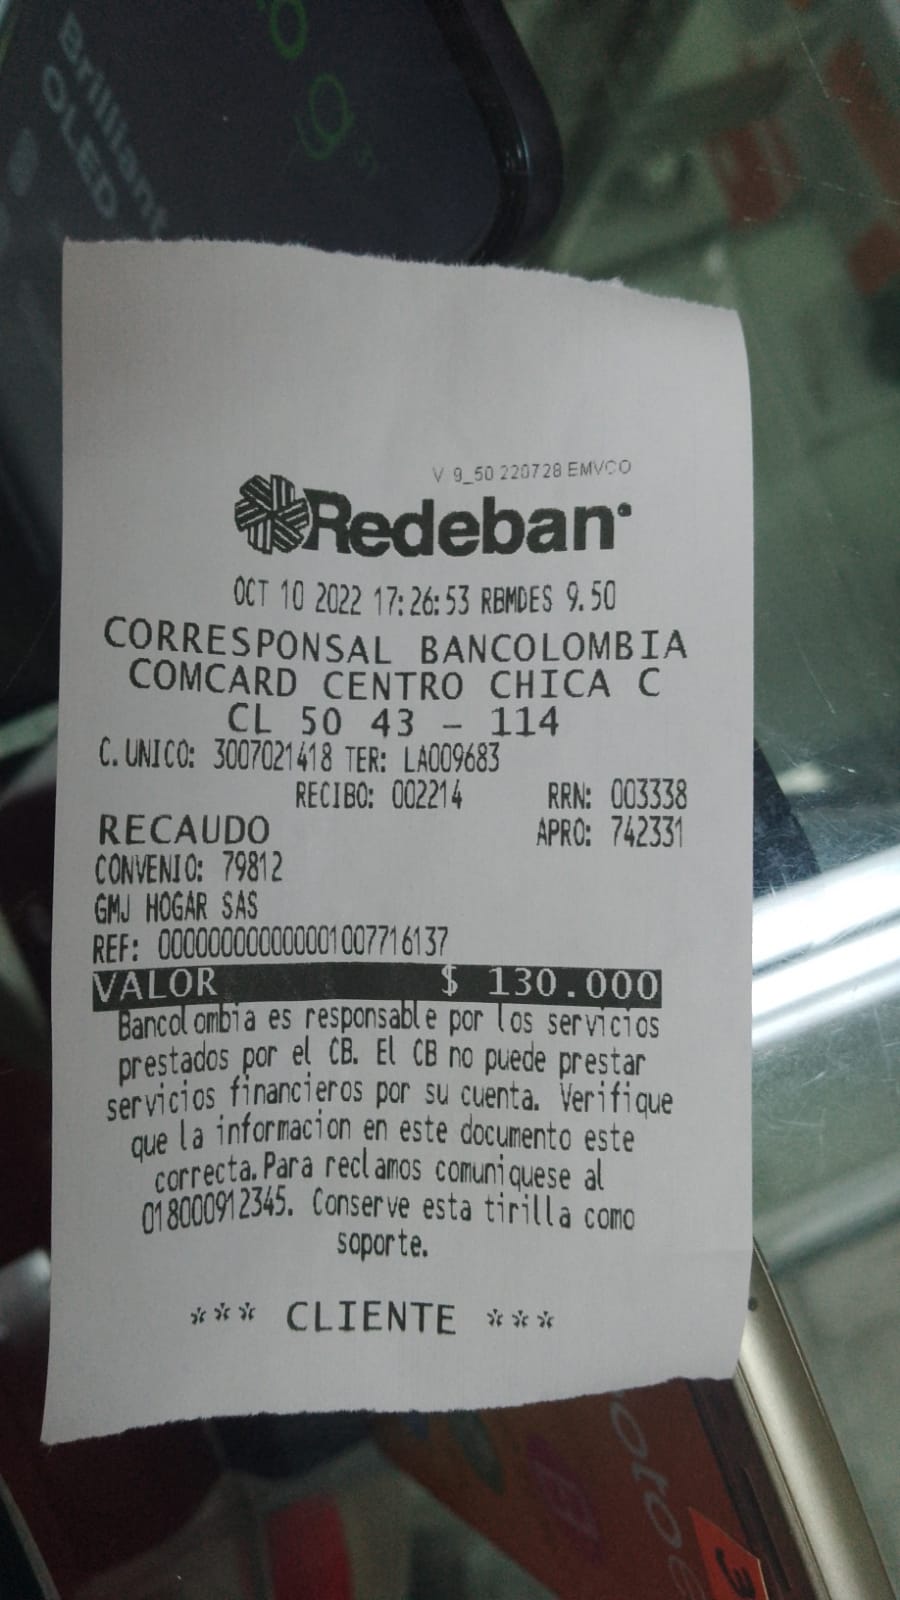 Brilliant
OLED
V 9_50 220728 EMVCO
Redeban
OCT 10 2022 17:26:53 RBMDES 9.50
CORRESPONSAL BANCOLOMBIA
COMCARD CENTRO CHICA C
CL 50 43 - 114
C.UNICO: 3007021418 TER: LA009683
RECIBO: 002214 RRN: 003338
RECAUDO APRO: 742331
CONVENIO: 79812
GMJ HOGAR SAS
REF: 00000000000001007716137
VALOR $ 130.000
Bancolombia es responsable por los servicios
prestados por el CB. El CB no puede prestar
servicios financieros por su cuenta. Verifique
que la informacion en este documento este
correcta.Para reclamos comuniquese al
018000912345. Conserve esta tirilla como
soporte.
*** CLIENTE ***